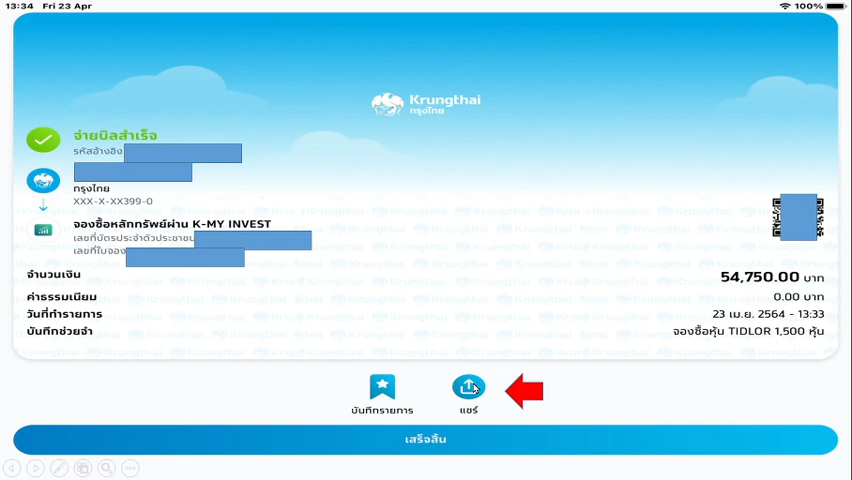 13:34 Fri 23 Apr
100%
Krungthai
กรุงไทย
จ่ายบิลสำเร็จ
รหัสอ้างอิง
กรุงไทย
XXX-X-XX399-0
จองซื้อหลักทรัพย์ผ่าน K-MY INVEST
เลขที่บัตรประจำตัวประชาชน
เลขที่ใบจอง
จำนวนเงิน 54,750.00 บาท
ค่าธรรมเนียม 0.00 บาท
วันที่ทำรายการ 23 เม.ย. 2564 - 13:33
บันทึกช่วยจำ จองซื้อหุ้น TIDLOR 1,500 หุ้น
บันทึกรายการ แชร์
เสร็จสิ้น